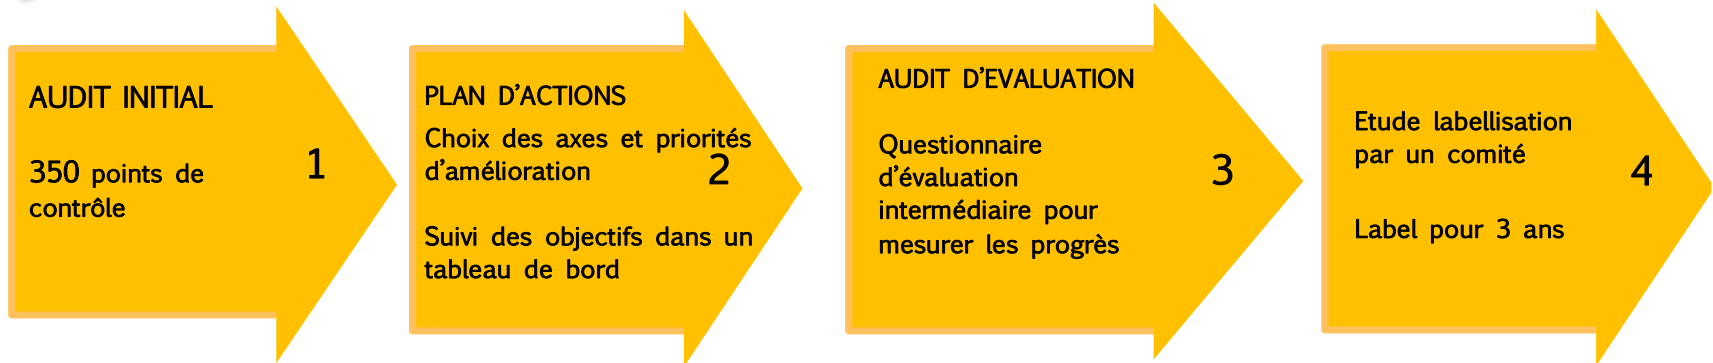 AUDIT INITIAL
350 points de
contrôle
1
PLAN D’ACTIONS
Choix des axes et priorités
d’amélioration
2
Suivi des objectifs dans un
tableau de bord
AUDIT D’EVALUATION
Questionnaire
d’évaluation
intermédiaire pour
mesurer les progrès
3
Etude labellisation
par un comité
4
Label pour 3 ans